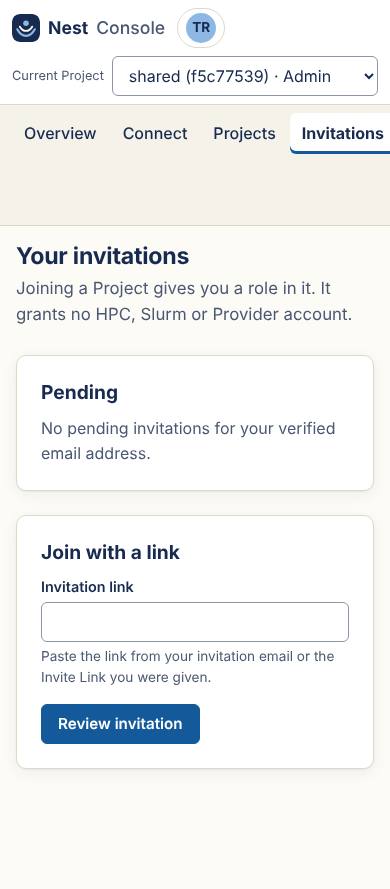 Nest Console
TR
Current Project
shared (f5c77539) · Admin
Overview
Connect
Projects
Invitations
Your invitations
Joining a Project gives you a role in it. It
grants no HPC, Slurm or Provider account.
Pending
No pending invitations for your verified
email address.
Join with a link
Invitation link
Paste the link from your invitation email or the
Invite Link you were given.
Review invitation